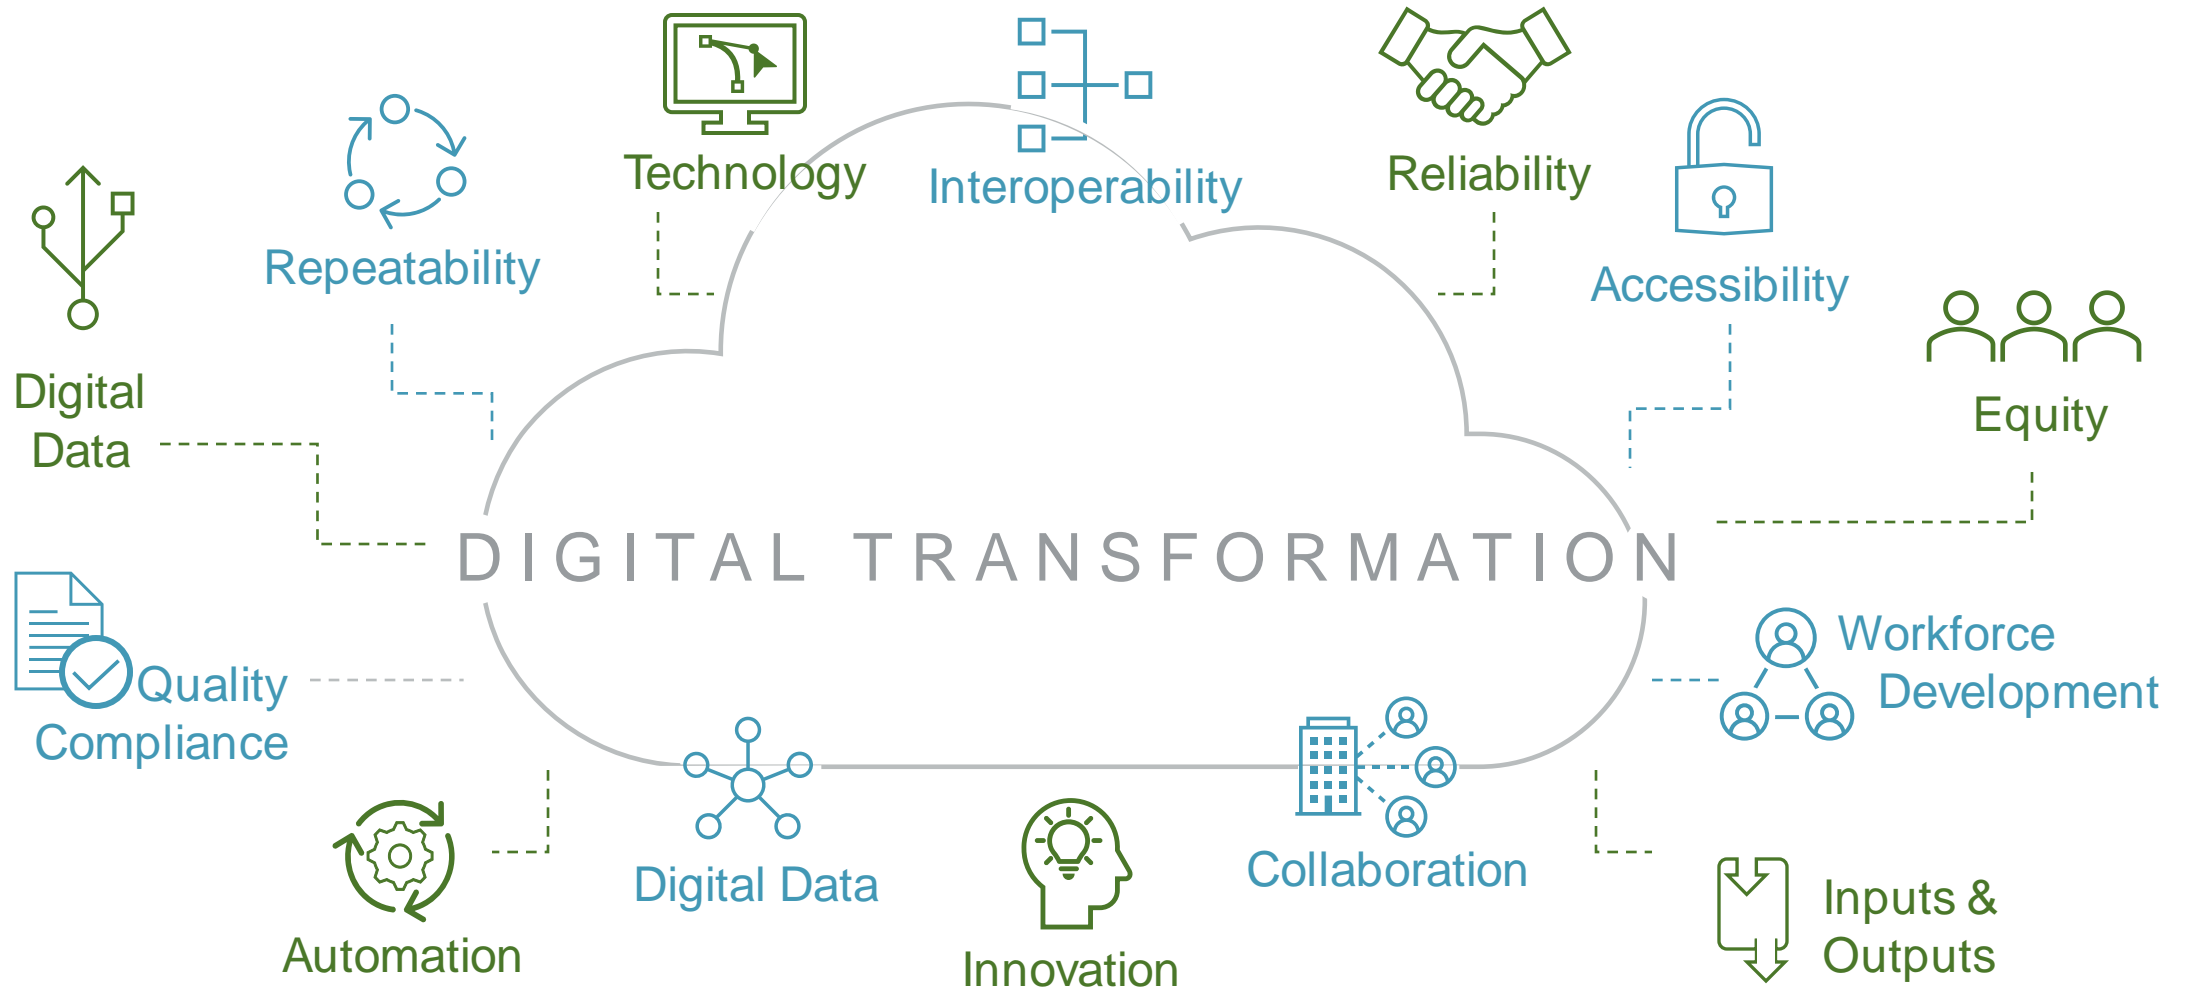 Technology
Interoperability
Reliability
Repeatability
Accessibility
Digital
Data
Equity
DIGITAL TRANSFORMATION
Quality
Compliance
Workforce
Development
Automation
Digital Data
Innovation
Collaboration
Inputs &
Outputs